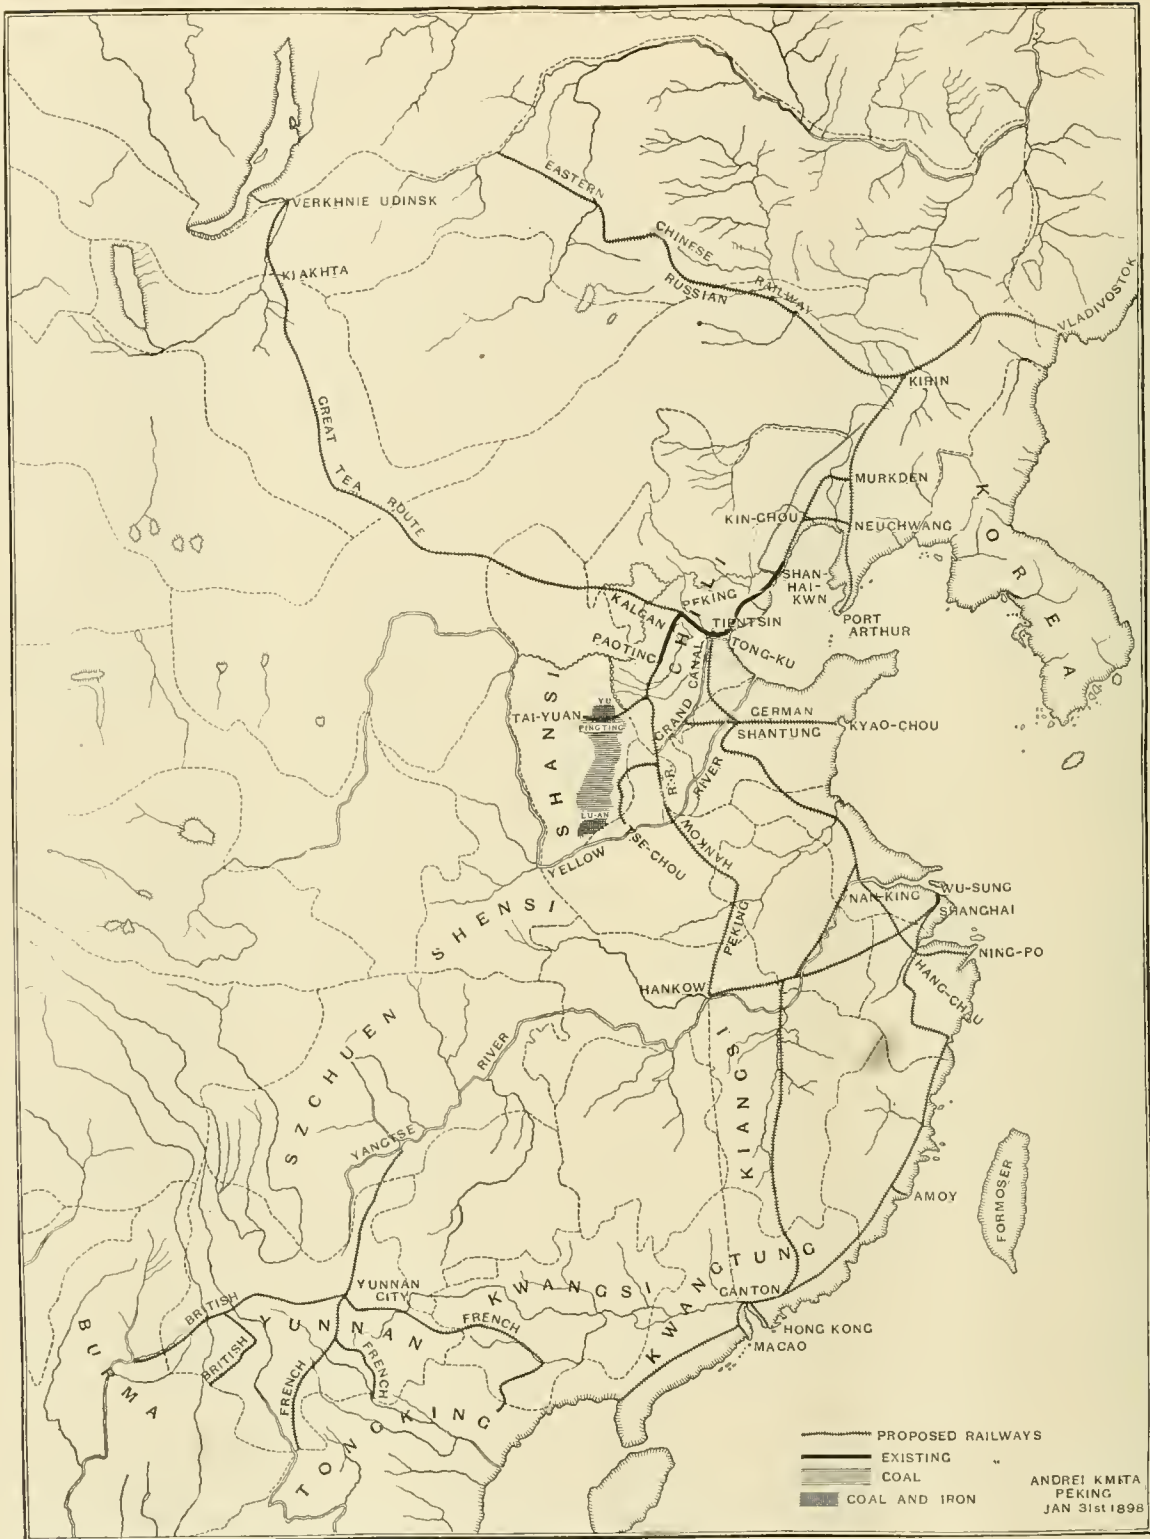 VERKHNIE UDINSK
KIAKHTA
EASTERN
CHINESE
RAILWAY
RUSSIAN
VLADIVOSTOK
KIRIN
GREAT
TEA
ROUTE
MURKDEN
KIN-CHOU
NEUCHWANG
KOREA
SHAN-
HAI-
KWN
PORT
ARTHUR
CHILI
PEKING
KALGAN
TIENTSIN
PAOTING
TONG-KU
GRAND CANAL
SHANSI
YU
TAI-YUAN
PINGTING
GERMAN
SHANTUNG
KYAO-CHOU
R.R.
RIVER
LU-AN
TSE-CHOU
YELLOW
HANKOW
PEKING
SHENSI
NAN-KING
WU-SUNG
SHANGHAI
NING-PO
HANG-CHAU
HANKOW
SZCHUEN
RIVER
YANGTSE
KIANGSI
AMOY
FORMOSER
KWANGTUNG
KWANGSI
CANTON
YUNNAN
CITY
BRITISH
YUNNAN
FRENCH
HONG KONG
MACAO
BURMA
BRITISH
FRENCH
FRENCH
TONGKING
PROPOSED RAILWAYS
EXISTING "
COAL
COAL AND IRON
ANDREI KMITA
PEKING
JAN 31st 1898